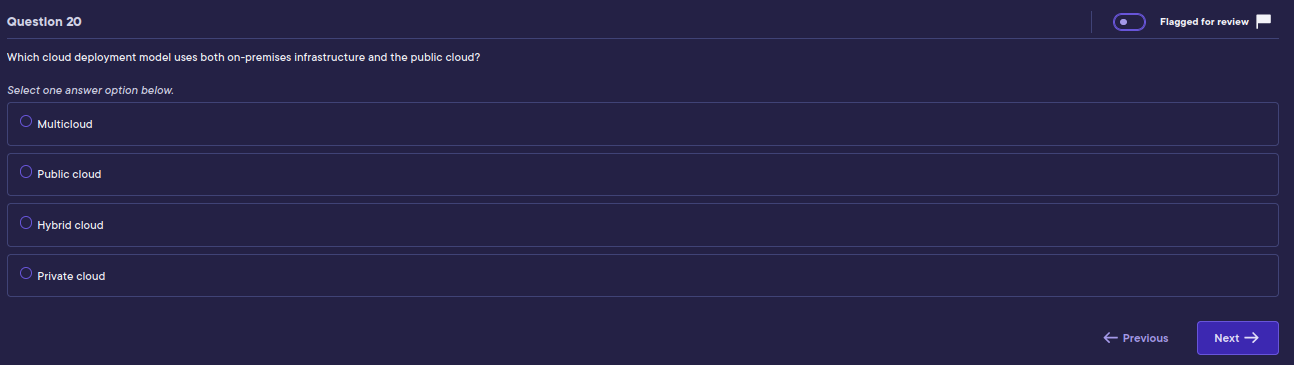 Question 20
Flagged for review
Which cloud deployment model uses both on-premises infrastructure and the public cloud?
Select one answer option below.
Multicloud
Public cloud
Hybrid cloud
Private cloud
Previous
Next